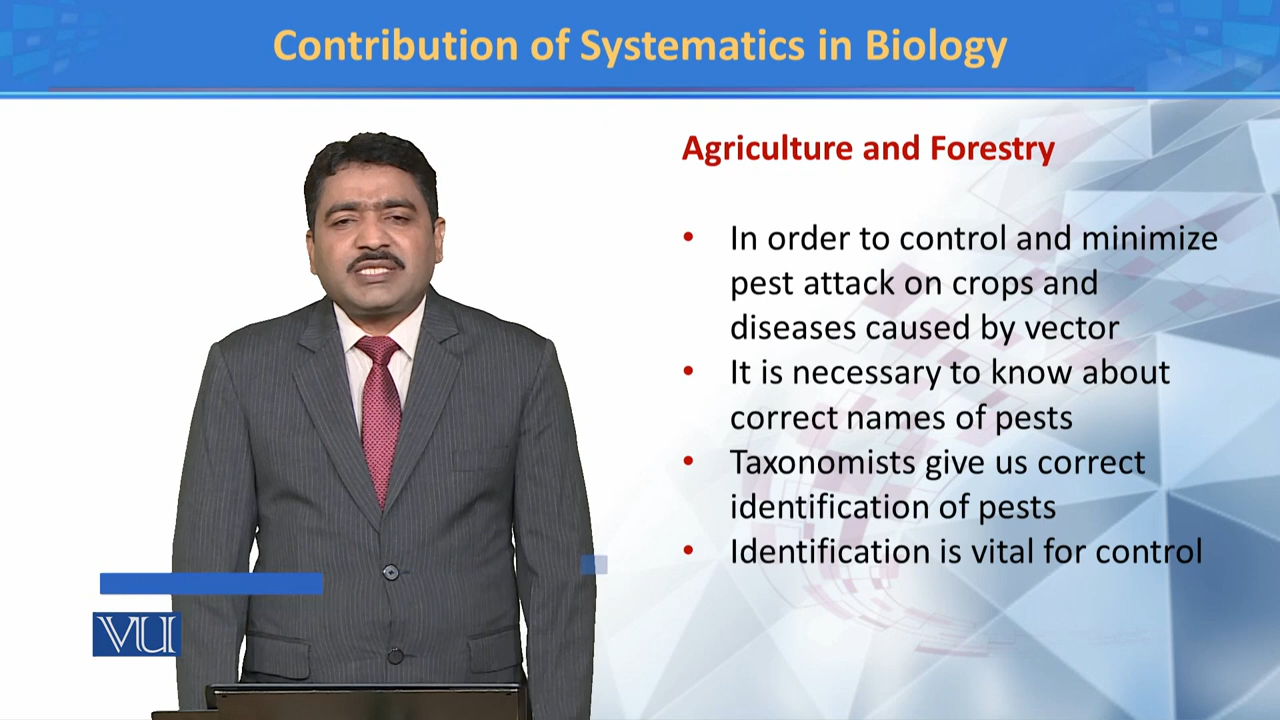 Contribution of Systematics in Biology
Agriculture and Forestry
• In order to control and minimize
pest attack on crops and
diseases caused by vector
• It is necessary to know about
correct names of pests
• Taxonomists give us correct
identification of pests
• Identification is vital for control
VU